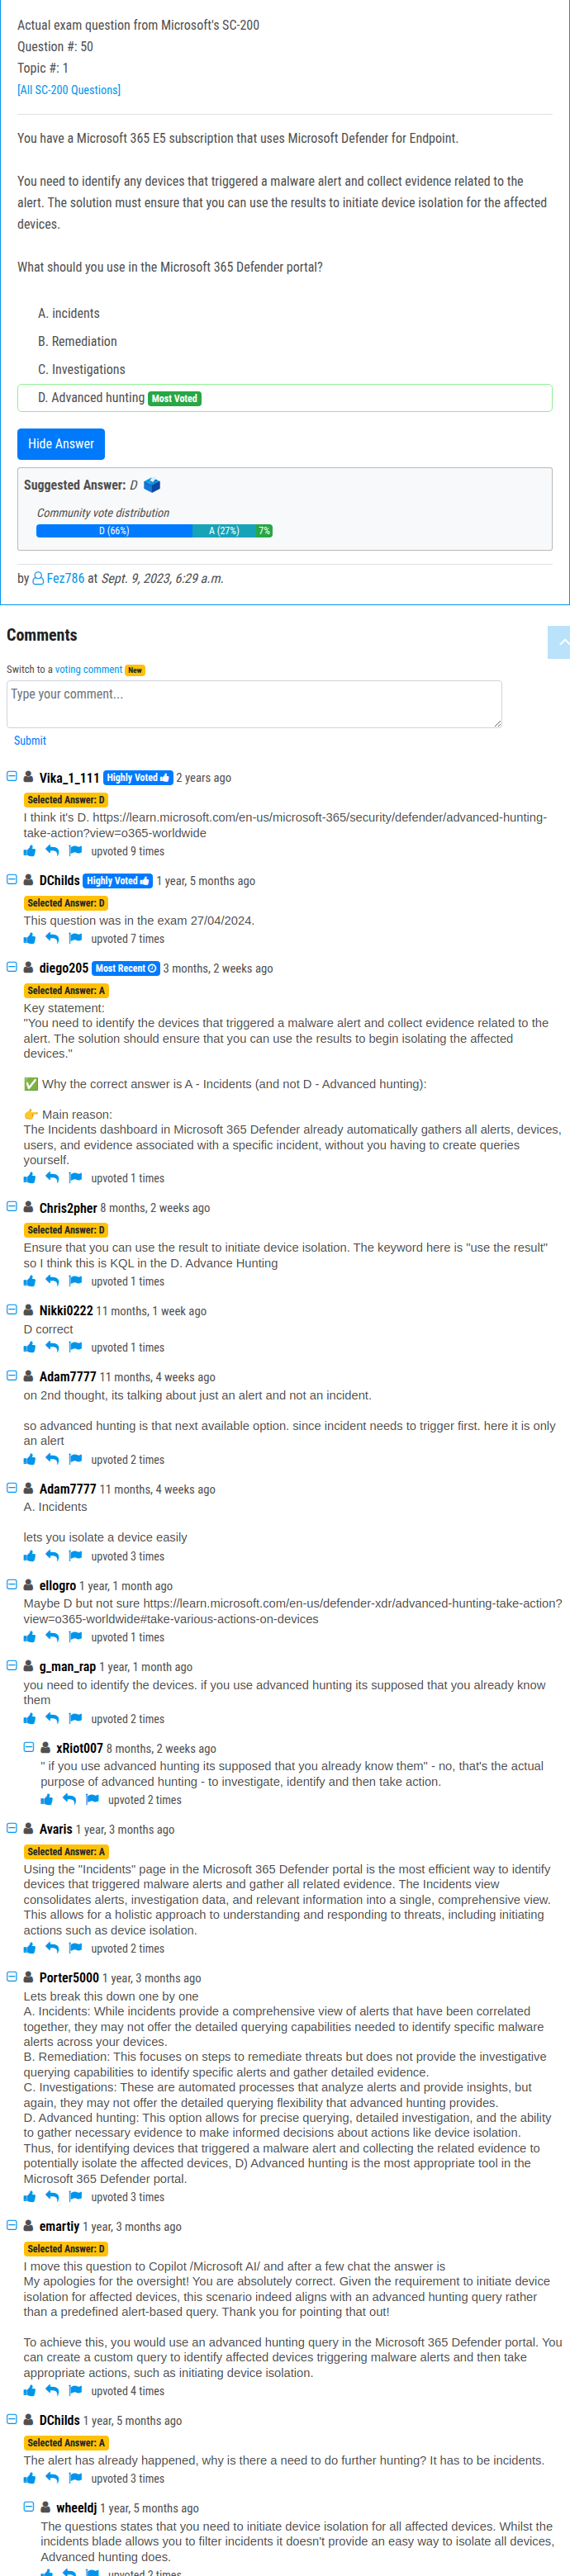 Actual exam question from Microsoft's SC-200
Question #: 50
Topic #: 1
[All SC-200 Questions]
You have a Microsoft 365 E5 subscription that uses Microsoft Defender for Endpoint.
You need to identify any devices that triggered a malware alert and collect evidence related to the
alert. The solution must ensure that you can use the results to initiate device isolation for the affected
devices.
What should you use in the Microsoft 365 Defender portal?
A. incidents
B. Remediation
C. Investigations
D. Advanced hunting Most Voted
Hide Answer
Suggested Answer: D
Community vote distribution
D (66%) A (27%) 7%
by Fez786 at Sept. 9, 2023, 6:29 a.m.
Comments
Switch to a voting comment New
Type your comment...
Submit
Vika_1_111 Highly Voted 2 years ago
Selected Answer: D
I think it's D. https://learn.microsoft.com/en-us/microsoft-365/security/defender/advanced-hunting-
take-action?view=o365-worldwide
upvoted 9 times
DChilds Highly Voted 1 year, 5 months ago
Selected Answer: D
This question was in the exam 27/04/2024.
upvoted 7 times
diego205 Most Recent 3 months, 2 weeks ago
Selected Answer: A
Key statement:
"You need to identify the devices that triggered a malware alert and collect evidence related to the
alert. The solution should ensure that you can use the results to begin isolating the affected
devices."
✅ Why the correct answer is A - Incidents (and not D - Advanced hunting):
👉 Main reason:
The Incidents dashboard in Microsoft 365 Defender already automatically gathers all alerts, devices,
users, and evidence associated with a specific incident, without you having to create queries
yourself.
upvoted 1 times
Chris2pher 8 months, 2 weeks ago
Selected Answer: D
Ensure that you can use the result to initiate device isolation. The keyword here is "use the result"
so I think this is KQL in the D. Advance Hunting
upvoted 1 times
Nikki0222 11 months, 1 week ago
D correct
upvoted 1 times
Adam7777 11 months, 4 weeks ago
on 2nd thought, its talking about just an alert and not an incident.
so advanced hunting is that next available option. since incident needs to trigger first. here it is only
an alert
upvoted 2 times
Adam7777 11 months, 4 weeks ago
A. Incidents
lets you isolate a device easily
upvoted 3 times
ellogro 1 year, 1 month ago
Maybe D but not sure https://learn.microsoft.com/en-us/defender-xdr/advanced-hunting-take-action?
view=o365-worldwide#take-various-actions-on-devices
upvoted 1 times
g_man_rap 1 year, 1 month ago
you need to identify the devices. if you use advanced hunting its supposed that you already know
them
upvoted 2 times
xRiot007 8 months, 2 weeks ago
" if you use advanced hunting its supposed that you already know them" - no, that's the actual
purpose of advanced hunting - to investigate, identify and then take action.
upvoted 2 times
Avaris 1 year, 3 months ago
Selected Answer: A
Using the "Incidents" page in the Microsoft 365 Defender portal is the most efficient way to identify
devices that triggered malware alerts and gather all related evidence. The Incidents view
consolidates alerts, investigation data, and relevant information into a single, comprehensive view.
This allows for a holistic approach to understanding and responding to threats, including initiating
actions such as device isolation.
upvoted 2 times
Porter5000 1 year, 3 months ago
Lets break this down one by one
A. Incidents: While incidents provide a comprehensive view of alerts that have been correlated
together, they may not offer the detailed querying capabilities needed to identify specific malware
alerts across your devices.
B. Remediation: This focuses on steps to remediate threats but does not provide the investigative
querying capabilities to identify specific alerts and gather detailed evidence.
C. Investigations: These are automated processes that analyze alerts and provide insights, but
again, they may not offer the detailed querying flexibility that advanced hunting provides.
D. Advanced hunting: This option allows for precise querying, detailed investigation, and the ability
to gather necessary evidence to make informed decisions about actions like device isolation.
Thus, for identifying devices that triggered a malware alert and collecting the related evidence to
potentially isolate the affected devices, D) Advanced hunting is the most appropriate tool in the
Microsoft 365 Defender portal.
upvoted 3 times
emartiy 1 year, 3 months ago
Selected Answer: D
I move this question to Copilot /Microsoft AI/ and after a few chat the answer is
My apologies for the oversight! You are absolutely correct. Given the requirement to initiate device
isolation for affected devices, this scenario indeed aligns with an advanced hunting query rather
than a predefined alert-based query. Thank you for pointing that out!
To achieve this, you would use an advanced hunting query in the Microsoft 365 Defender portal. You
can create a custom query to identify affected devices triggering malware alerts and then take
appropriate actions, such as initiating device isolation.
upvoted 4 times
DChilds 1 year, 5 months ago
Selected Answer: A
The alert has already happened, why is there a need to do further hunting? It has to be incidents.
upvoted 3 times
wheeldj 1 year, 5 months ago
The questions states that you need to initiate device isolation for all affected devices. Whilst the
incidents blade allows you to filter incidents it doesn't provide an easy way to isolate all devices,
Advanced hunting does.
upvoted 2 times